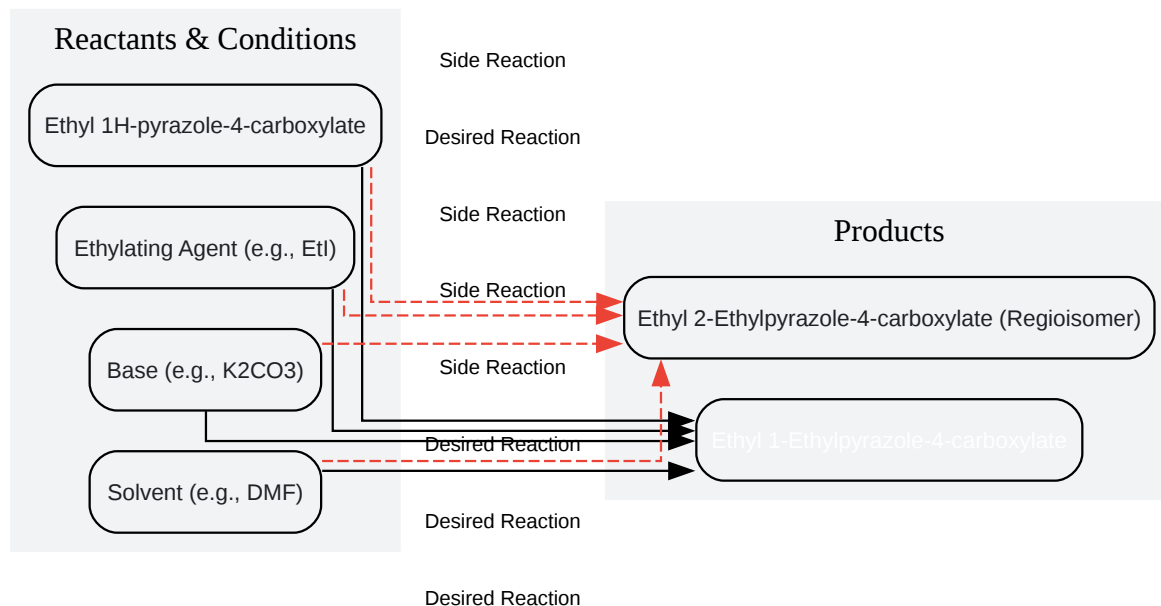 Reactants & Conditions
Ethyl 1H-pyrazole-4-carboxylate
Ethylating Agent (e.g., EtI)
Base (e.g., K2CO3)
Solvent (e.g., DMF)
Side Reaction
Desired Reaction
Side Reaction
Side Reaction
Side Reaction
Desired Reaction
Desired Reaction
Desired Reaction
Products
Ethyl 2-Ethylpyrazole-4-carboxylate (Regioisomer)
Ethyl 1-Ethylpyrazole-4-carboxylate